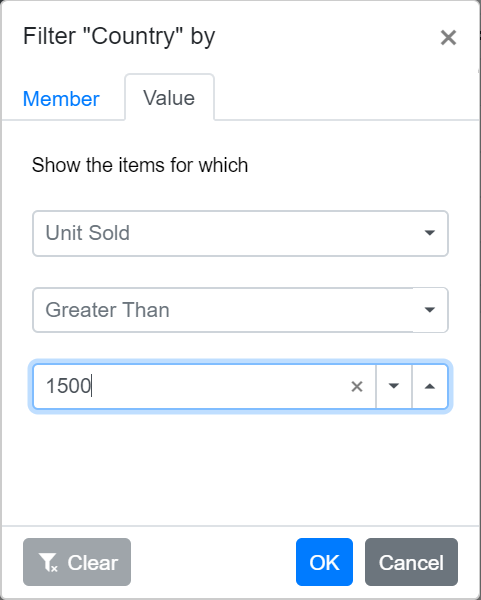 Filter "Country" by
Member Value
Show the items for which
Unit Sold
Greater Than
1500
Clear OK Cancel